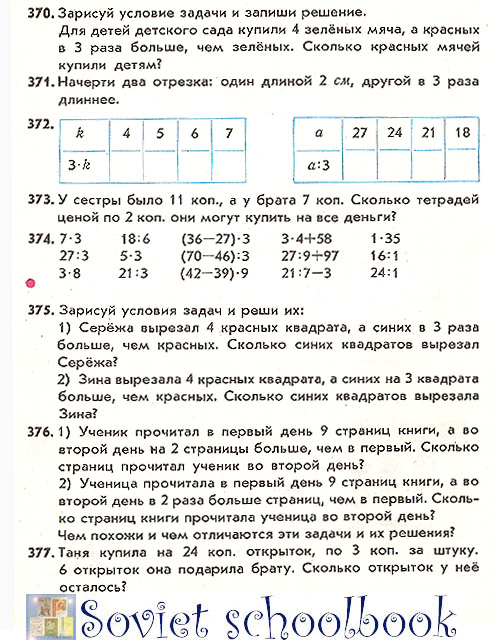 370. Зарисуй условие задачи и запиши решение.
Для детей детского сада купили 4 зелёных мяча, а красных
в 3 раза больше, чем зелёных. Сколько красных мячей
купили детям?
371. Начерти два отрезка: один длиной 2 см, другой в 3 раза
длиннее.
372. k 4 5 6 7 a 27 24 21 18
3·k a:3
373. У сестры было 11 коп., а у брата 7 коп. Сколько тетрадей
ценой по 2 коп. они могут купить на все деньги?
374. 7·3 18:6 (36—27)·3 3·4+58 1·35
27:3 5·3 (70—46):3 27:9+97 16:1
3·8 21:3 (42—39)·9 21:7—3 24:1
375. Зарисуй условия задач и реши их:
1) Серёжа вырезал 4 красных квадрата, а синих в 3 раза
больше, чем красных. Сколько синих квадратов вырезал
Серёжа?
2) Зина вырезала 4 красных квадрата, а синих на 3 квадрата
больше, чем красных. Сколько синих квадратов вырезала
Зина?
376. 1) Ученик прочитал в первый день 9 страниц книги, а во
второй день на 2 страницы больше, чем в первый. Сколько
страниц прочитал ученик во второй день?
2) Ученица прочитала в первый день 9 страниц книги, а во
второй день в 2 раза больше страниц, чем в первый. Сколь-
ко страниц книги прочитала ученица во второй день?
Чем похожи и чем отличаются эти задачи и их решения?
377. Таня купила на 24 коп. открыток, по 3 коп. за штуку.
6 открыток она подарила брату. Сколько открыток у неё
осталось?
Soviet schoolbook